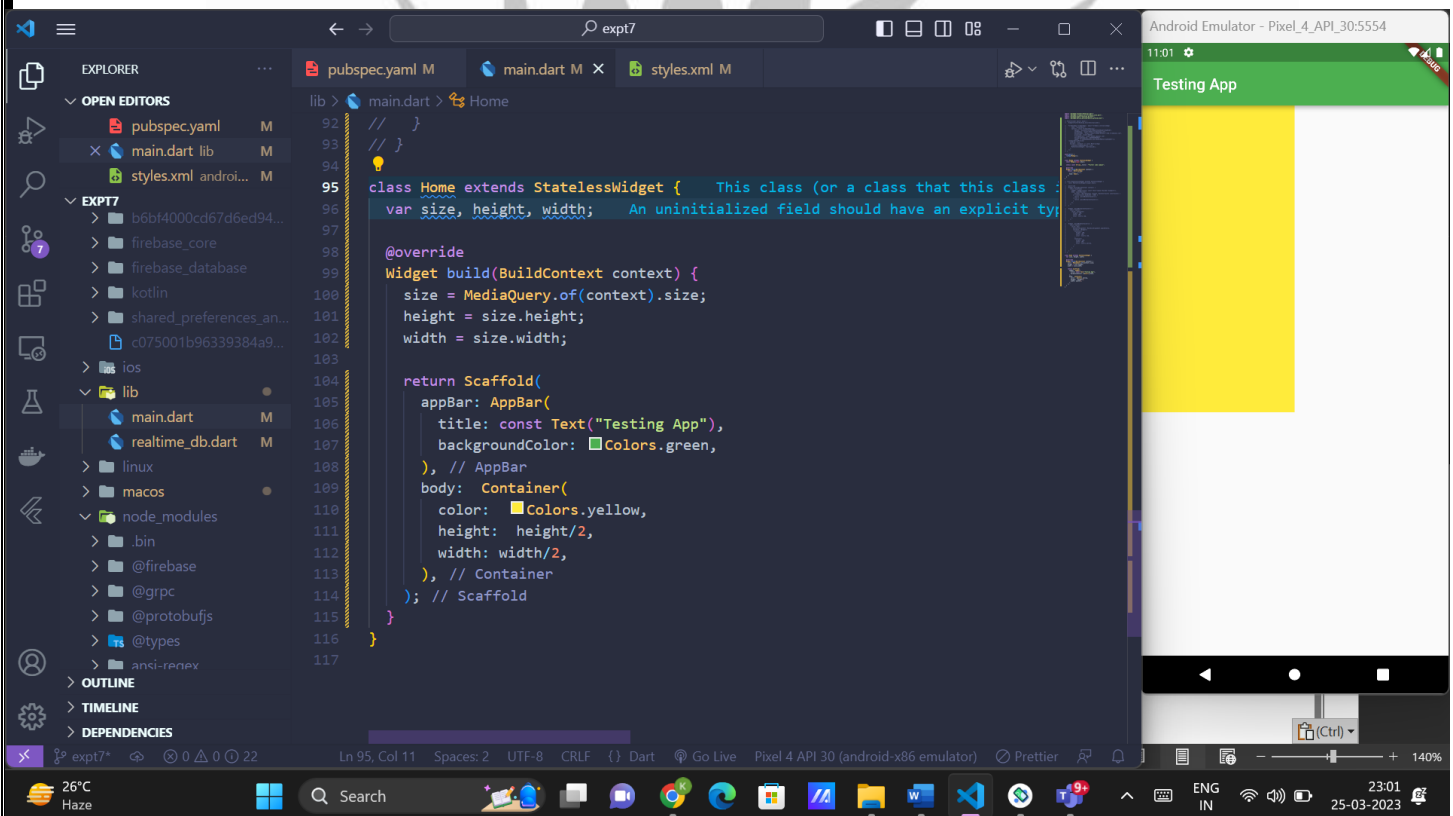 expt7
Android Emulator - Pixel_4_API_30:5554
EXPLORER
pubspec.yaml M
main.dart M
styles.xml M
11:01
DEBUG
Testing App
OPEN EDITORS
lib > main.dart > Home
pubspec.yaml M
main.dart lib M
styles.xml androi... M
EXPT7
b6bf4000cd67d6ed94...
firebase_core
firebase_database
kotlin
shared_preferences_an...
c075001b96339384a9...
ios
lib
main.dart M
realtime_db.dart M
linux
macos
node_modules
.bin
@firebase
@grpc
@protobufjs
TS @types
ansi-regex
OUTLINE
TIMELINE
DEPENDENCIES
92 //   }
93 // }
94
95 class Home extends StatelessWidget {    This class (or a class that this class
96   var size, height, width;    An uninitialized field should have an explicit typ
97
98   @override
99   Widget build(BuildContext context) {
100     size = MediaQuery.of(context).size;
101     height = size.height;
102     width = size.width;
103
104     return Scaffold(
105       appBar: AppBar(
106         title: const Text("Testing App"),
107         backgroundColor: Colors.green,
108       ), // AppBar
109       body:  Container(
110         color:  Colors.yellow,
111         height:  height/2,
112         width: width/2,
113       ), // Container
114     ); // Scaffold
115   }
116 }
117
7
(Ctrl)
expt7* 0 0 22
Ln 95, Col 11 Spaces: 2 UTF-8 CRLF {} Dart Go Live Pixel 4 API 30 (android-x86 emulator) Prettier
140%
26°C
Haze
Search
K
9+
ENG
IN
23:01
25-03-2023